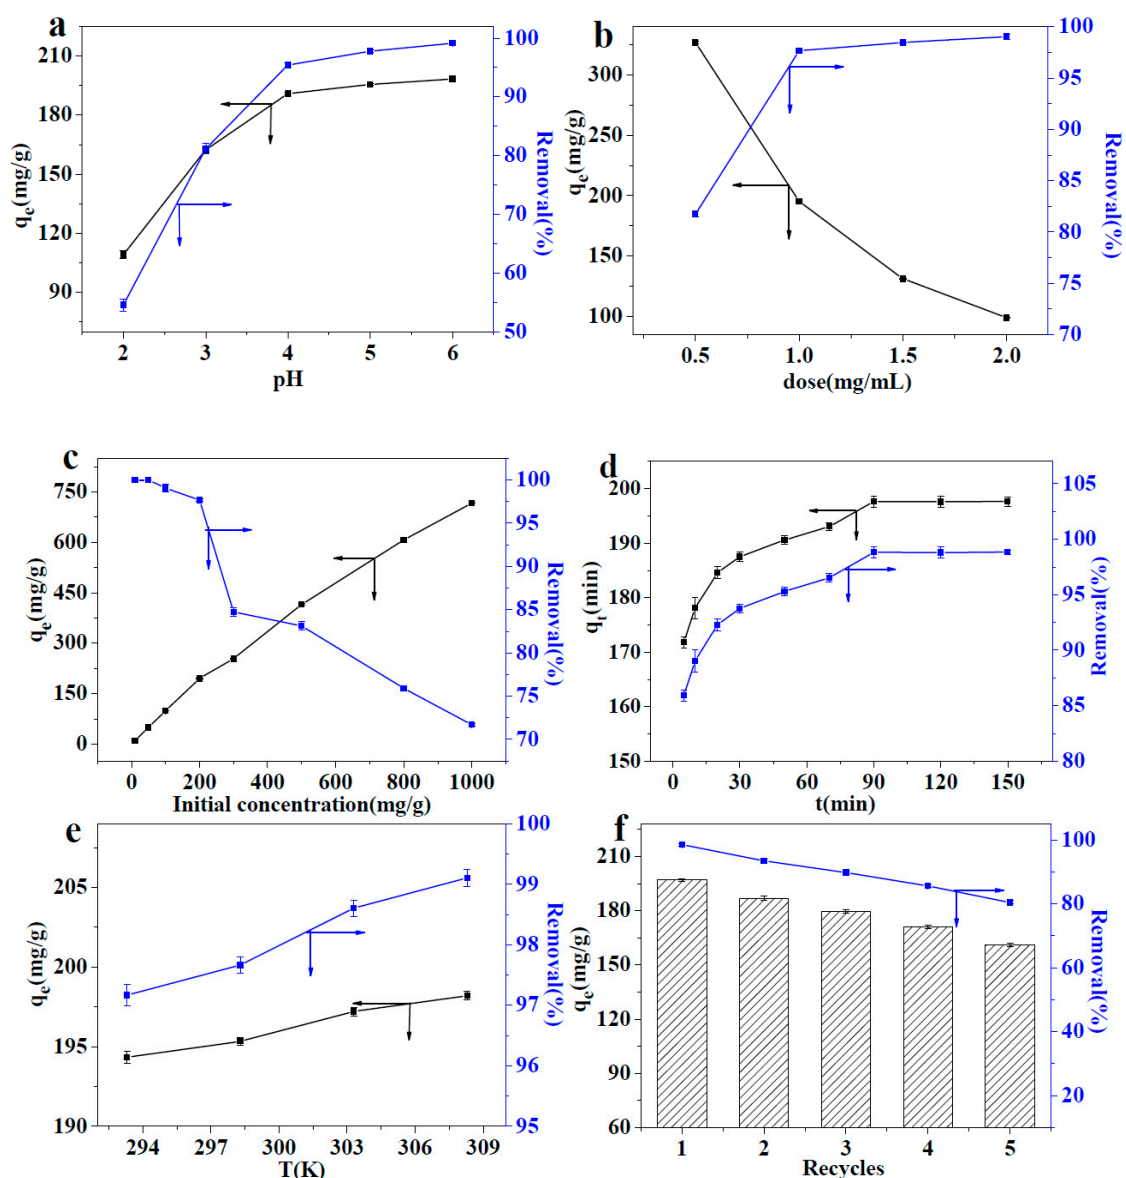 a
210
180
150
120
90
q_e(mg/g)
100
90
80
70
60
50
Removal(%)
2 3 4 5 6
pH
b
300
250
200
150
100
q_e(mg/g)
100
95
90
85
80
75
70
Removal(%)
0.5 1.0 1.5 2.0
dose(mg/mL)
c
750
600
450
300
150
0
q_e(mg/g)
100
95
90
85
80
75
70
Removal(%)
0 200 400 600 800 1000
Initial concentration(mg/g)
d
200
190
180
170
160
150
q_t(min)
105
100
95
90
85
80
Removal(%)
0 30 60 90 120 150
t(min)
e
205
200
195
190
q_e(mg/g)
100
99
98
97
96
95
Removal(%)
294 297 300 303 306 309
T(K)
f
210
180
150
120
90
60
q_e(mg/g)
100
80
60
40
20
Removal(%)
1 2 3 4 5
Recycles